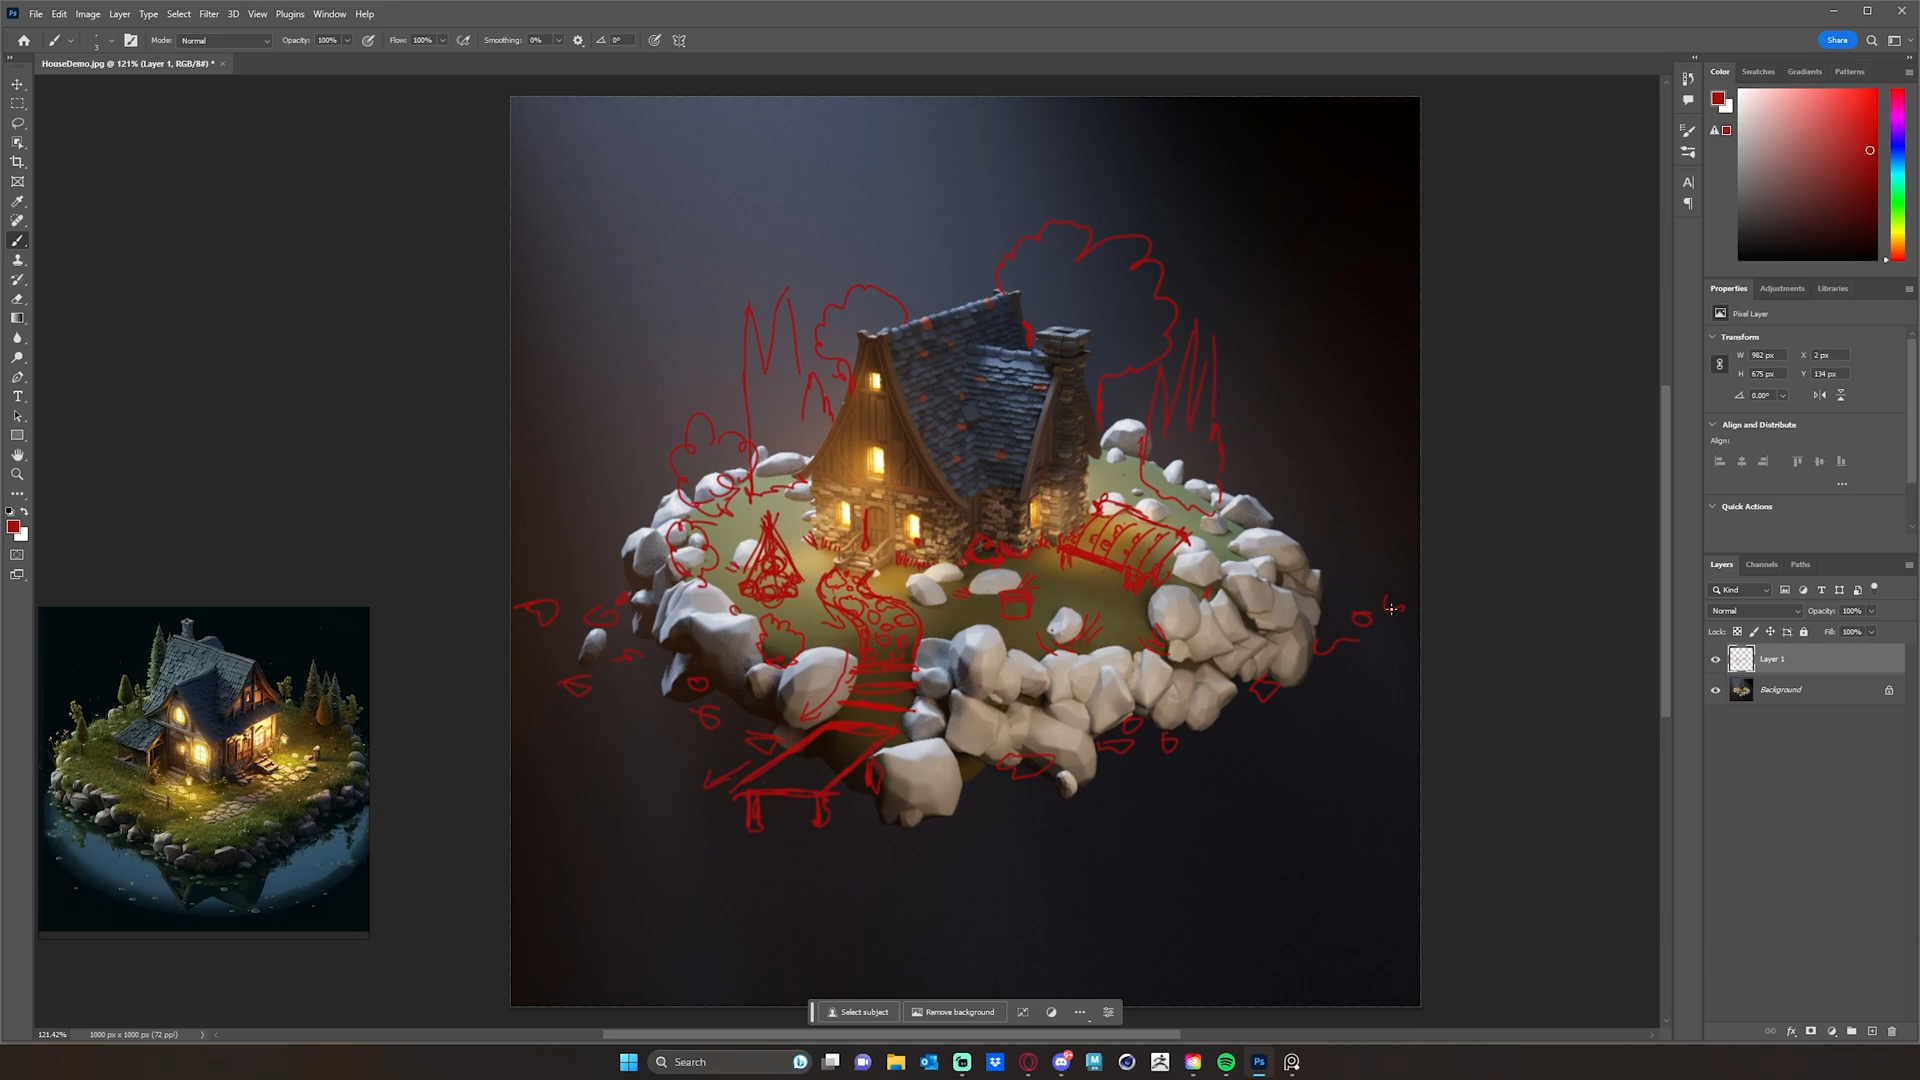 Ps File Edit Image Layer Type Select Filter 3D View Plugins Window Help
3 Mode: Normal Opacity: 100% Flow: 100% Smoothing: 0% 0° Share
HouseDemo.jpg @ 121% (Layer 1, RGB/8#) *
Color Swatches Gradients Patterns
Properties Adjustments Libraries
Pixel Layer
Transform
W 982 px X 2 px
H 675 px Y 134 px
0.00°
Align and Distribute
Align:
Quick Actions
Layers Channels Paths
Kind
Normal Opacity: 100%
Lock: Fill: 100%
Layer 1
Background
Select subject Remove background
121.42% 1000 px x 1000 px (72 ppi)
Search
Ps